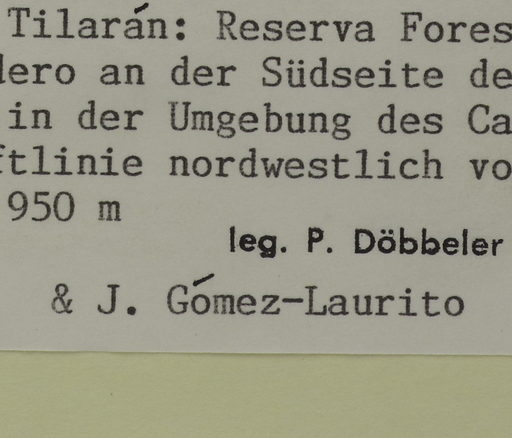 Tilarán: Reserva Fores
dero an der Südseite de
in der Umgebung des Ca
ftlinie nordwestlich vo
950 m
leg. P. Döbbeler
& J. Gómez-Laurito